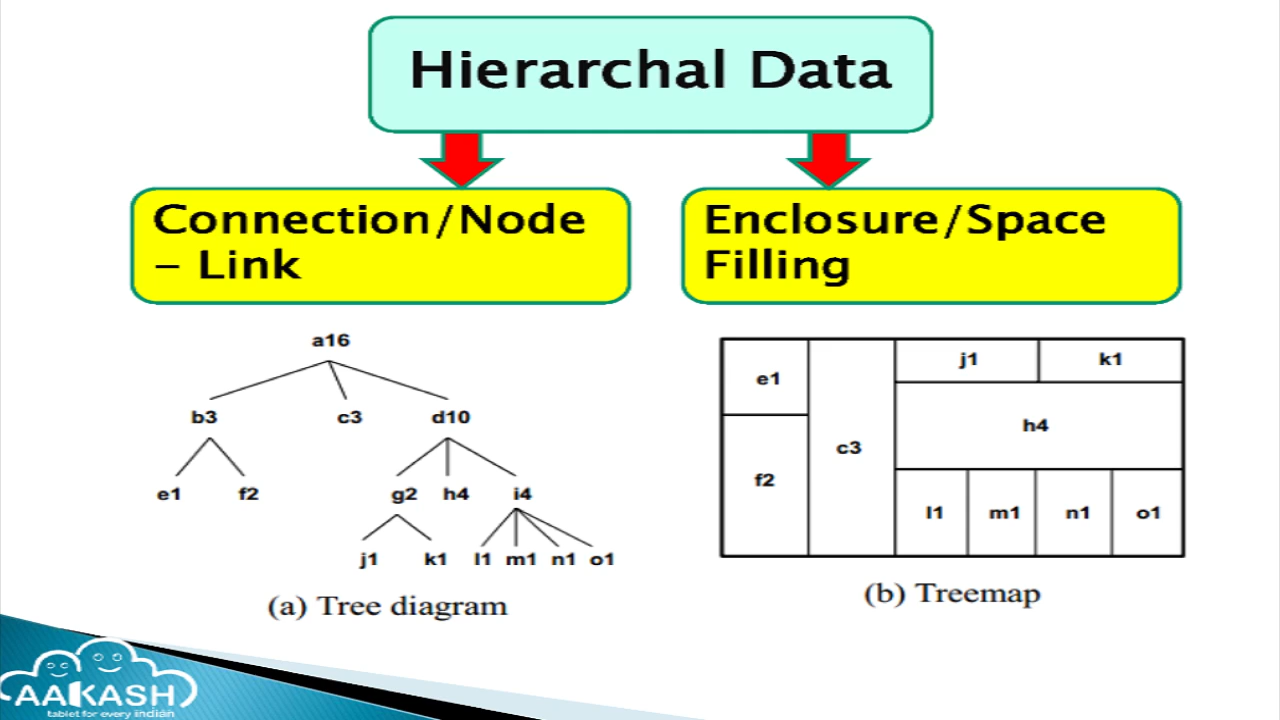 Hierarchal Data
Connection/Node
– Link
Enclosure/Space
Filling
a16
b3 c3 d10
e1 f2 g2 h4 i4
j1 k1 l1 m1 n1 o1
(a) Tree diagram
e1 j1 k1
f2 c3 h4
l1 m1 n1 o1
(b) Treemap
AAKASH
tablet for every indian